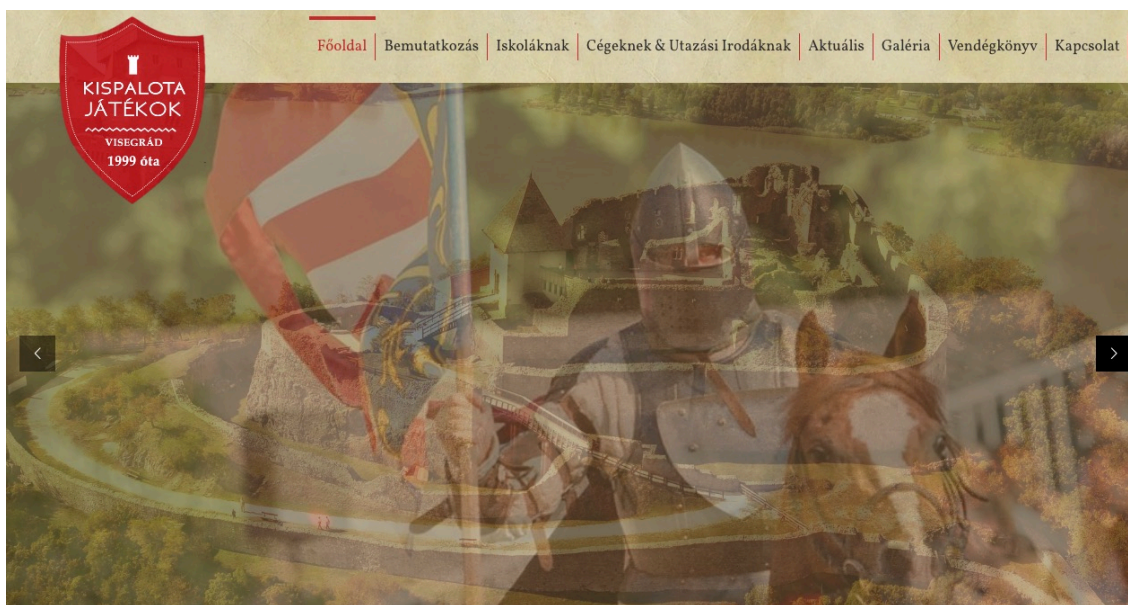 KISPALOTA
JÁTÉKOK
VISEGRÁD
1999 óta
Főoldal Bemutatkozás Iskoláknak Cégeknek & Utazási Irodáknak Aktuális Galéria Vendégkönyv Kapcsolat